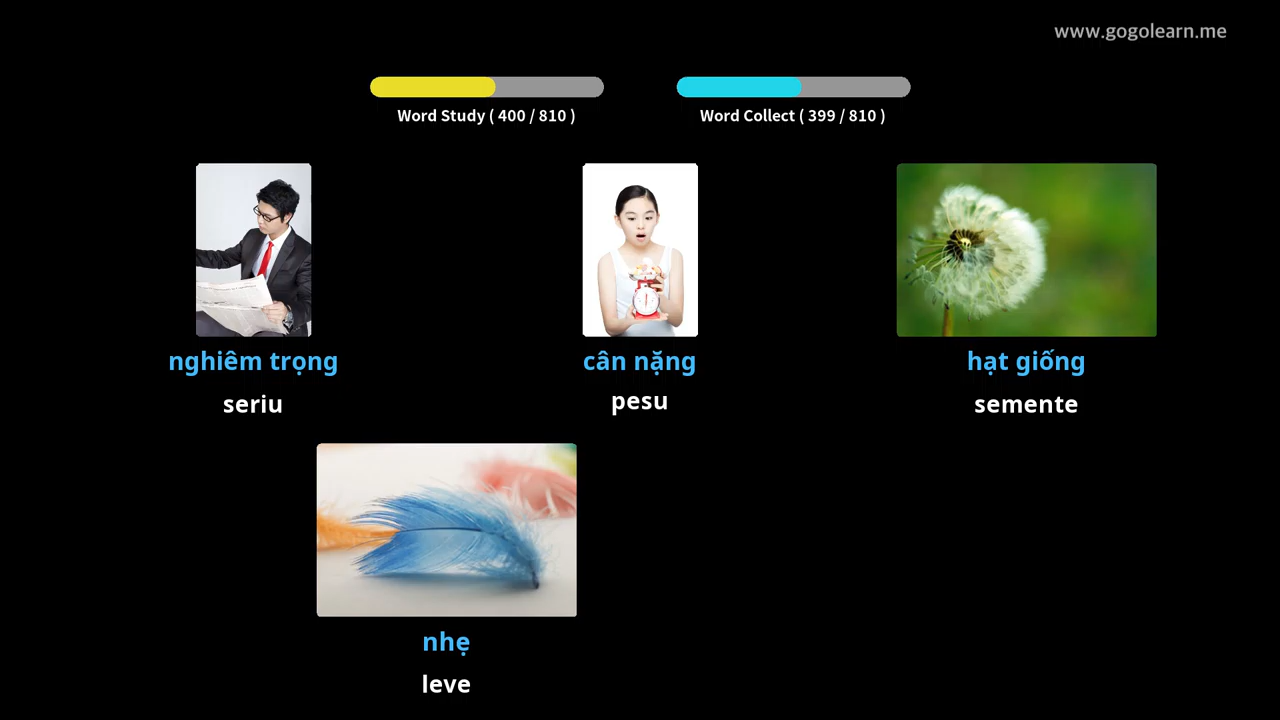 www.gogolearn.me
Word Study ( 400 / 810 )
Word Collect ( 399 / 810 )
nghiêm trọng
seriu
cân nặng
pesu
hạt giống
semente
nhẹ
leve